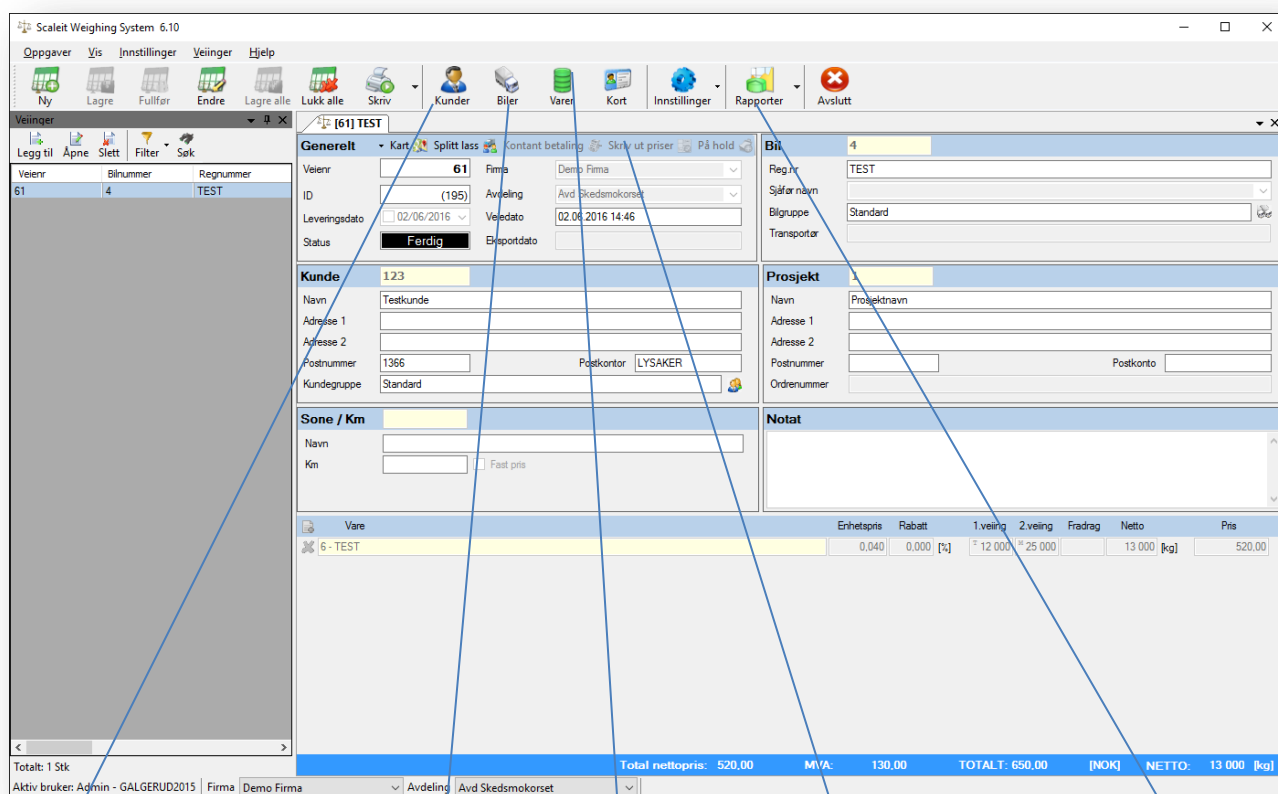 Scaleit Weighing System 6.10
Oppgaver Vis Innstillinger Veiinger Hjelp
Ny Lagre Fullfør Endre Lagre alle Lukk alle Skriv Kunder Biler Varer Kort Innstillinger Rapporter Avslutt
Veiinger
Legg til Åpne Slett Filter Søk
Veienr Bilnummer Regnummer
61 4 TEST
[61] TEST
Generelt Kart Splitt lass Kontant betaling Skriv ut priser På hold
Veienr 61 Firma Demo Firma
ID (195) Avdeling Avd Skedsmokorset
Leveringsdato 02/06/2016 Veiedato 02.06.2016 14:46
Status Ferdig Eksportdato
Bil 4
Reg.nr TEST
Sjåfør navn
Bilgruppe Standard
Transportør
Kunde 123
Navn Testkunde
Adresse 1
Adresse 2
Postnummer 1366 Postkontor LYSAKER
Kundegruppe Standard
Prosjekt 1
Navn Prosjektnavn
Adresse 1
Adresse 2
Postnummer Postkonto
Ordrenummer
Sone / Km
Navn
Km Fast pris
Notat
Vare Enhetspris Rabatt 1.veiing 2.veiing Fradrag Netto Pris
6 - TEST 0,040 0,000 [%] T 12 000 25 000 13 000 [kg] 520,00
Total nettopris: 520,00 MVA: 130,00 TOTALT: 650,00 [NOK] NETTO: 13 000 [kg]
Totalt: 1 Stk
Aktiv bruker: Admin - GALGERUD2015 Firma Demo Firma Avdeling Avd Skedsmokorset